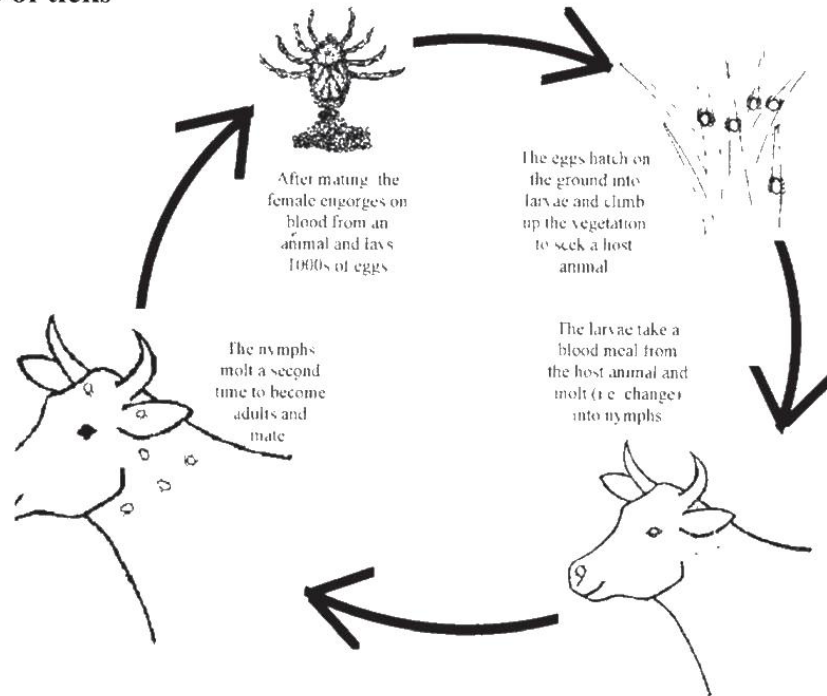 of ticks
After mating the
female engorges on
blood from an
animal and lays
1000s of eggs
The eggs hatch on
the ground into
larvae and climb
up the vegetation
to seek a host
animal
The larvae take a
blood meal from
the host animal and
molt (i.e. change)
into nymphs
The nymphs
molt a second
time to become
adults and
mate